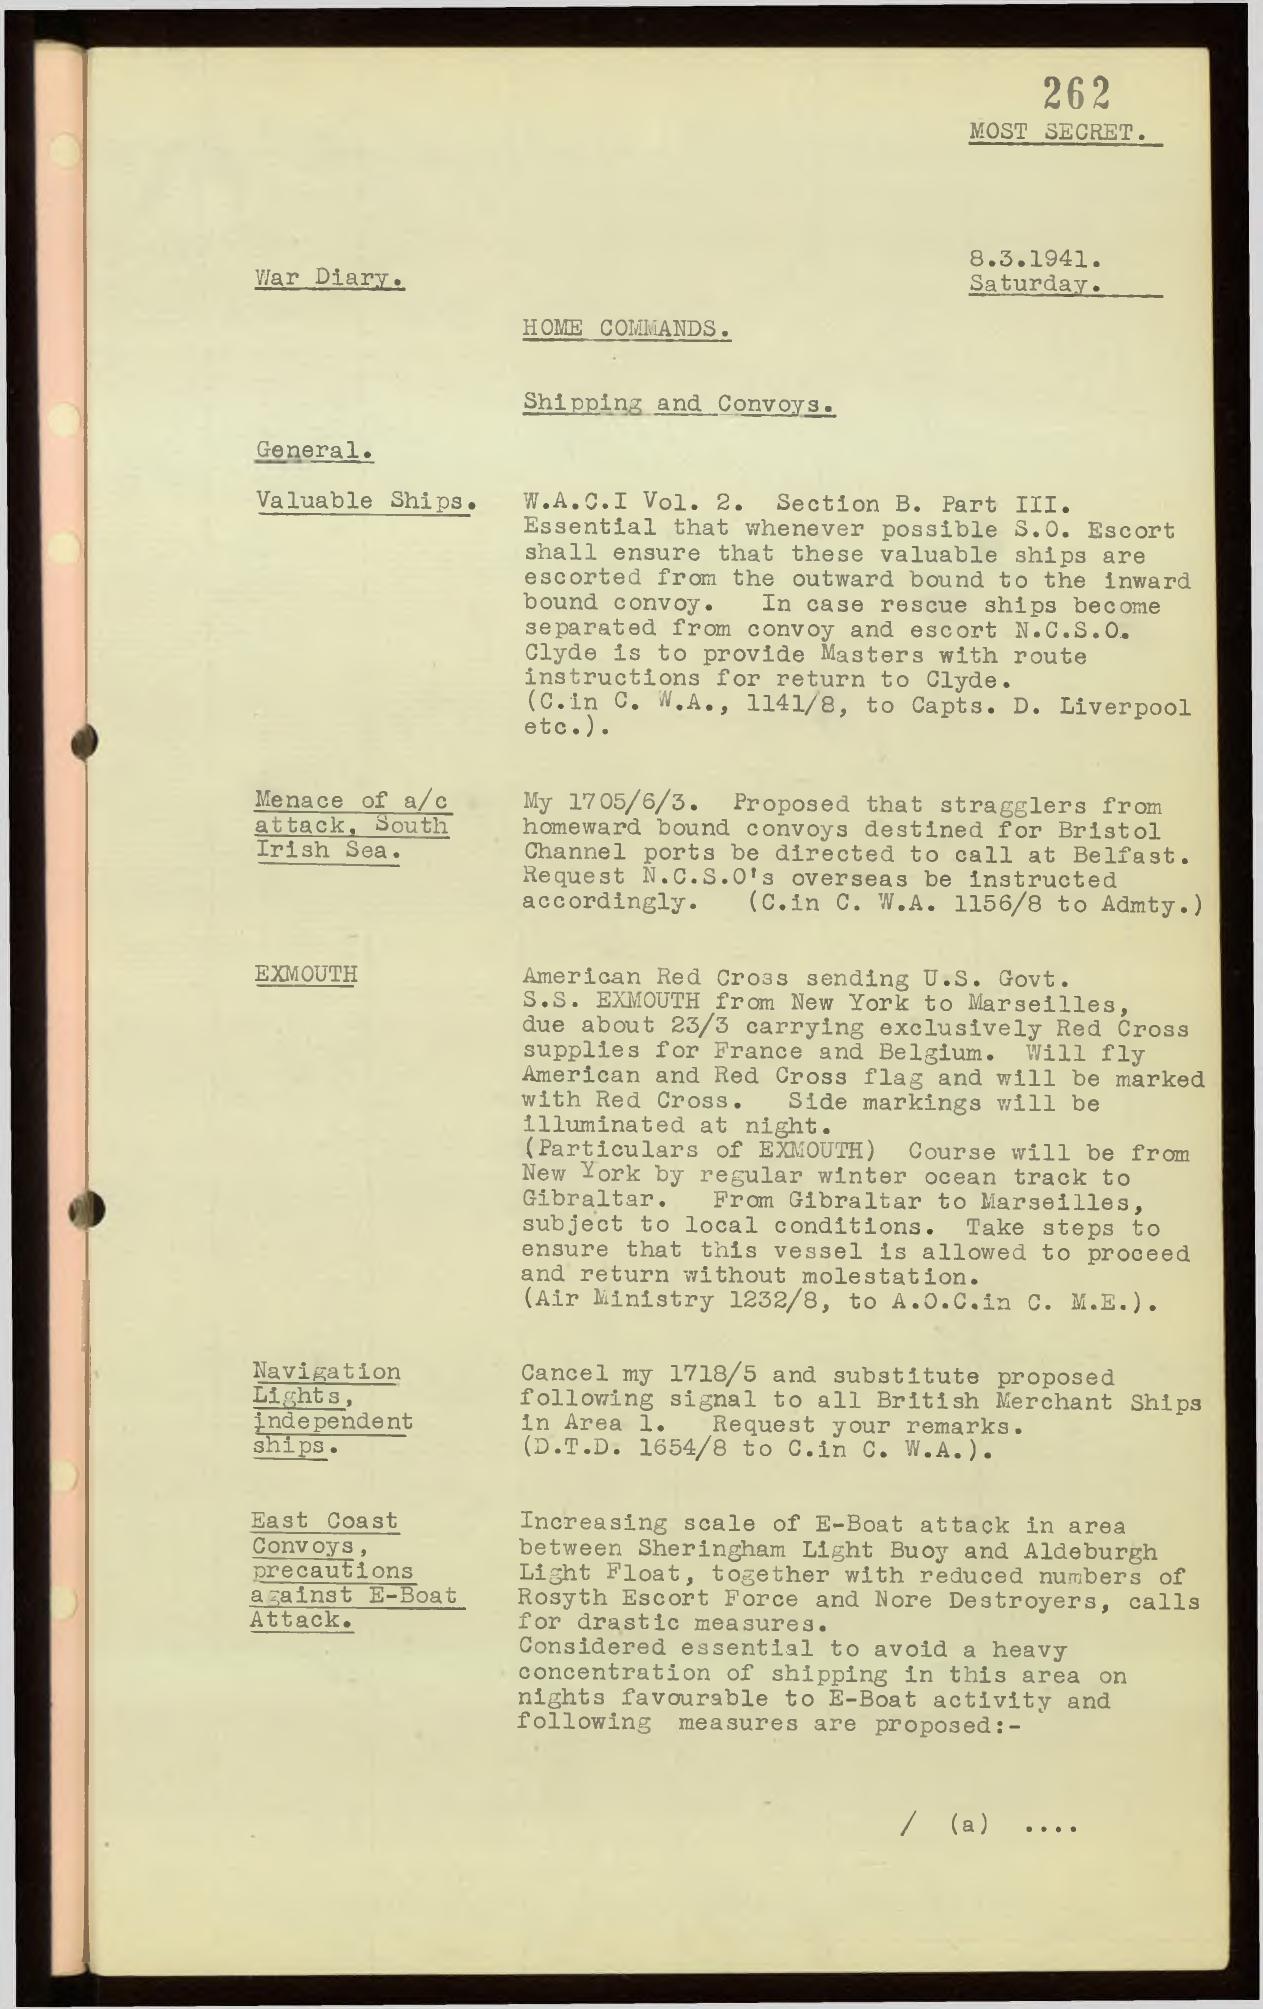 262
MOST SECRET.
8.3.1941.
War Diary.
Saturday.
HOME COMMANDS.
Shipping and Convoys.
General.
Valuable Ships.
W.A.C.I Vol. 2. Section B. Part III.
Essential that whenever possible S.O. Escort
shall ensure that these valuable ships are
escorted from the outward bound to the inward
bound convoy. In case rescue ships become
separated from convoy and escort N.C.S.O.
Clyde is to provide Masters with route
instructions for return to Clyde.
(C.in C. W.A., 1141/8, to Capts. D. Liverpool
etc.).
Menace of a/c
attack, South
Irish Sea.
My 1705/6/3. Proposed that stragglers from
homeward bound convoys destined for Bristol
Channel ports be directed to call at Belfast.
Request N.C.S.O's overseas be instructed
accordingly. (C.in C. W.A. 1156/8 to Admty.)
EXMOUTH
American Red Cross sending U.S. Govt.
S.S. EXMOUTH from New York to Marseilles,
due about 23/3 carrying exclusively Red Cross
supplies for France and Belgium. Will fly
American and Red Cross flag and will be marked
with Red Cross. Side markings will be
illuminated at night.
(Particulars of EXMOUTH) Course will be from
New York by regular winter ocean track to
Gibraltar. From Gibraltar to Marseilles,
subject to local conditions. Take steps to
ensure that this vessel is allowed to proceed
and return without molestation.
(Air Ministry 1232/8, to A.O.C.in C. M.E.).
Navigation
Lights,
independent
ships.
Cancel my 1718/5 and substitute proposed
following signal to all British Merchant Ships
in Area 1. Request your remarks.
(D.T.D. 1654/8 to C.in C. W.A.).
East Coast
Convoys,
precautions
against E-Boat
Attack.
Increasing scale of E-Boat attack in area
between Sheringham Light Buoy and Aldeburgh
Light Float, together with reduced numbers of
Rosyth Escort Force and Nore Destroyers, calls
for drastic measures.
Considered essential to avoid a heavy
concentration of shipping in this area on
nights favourable to E-Boat activity and
following measures are proposed:-
/ (a) ....